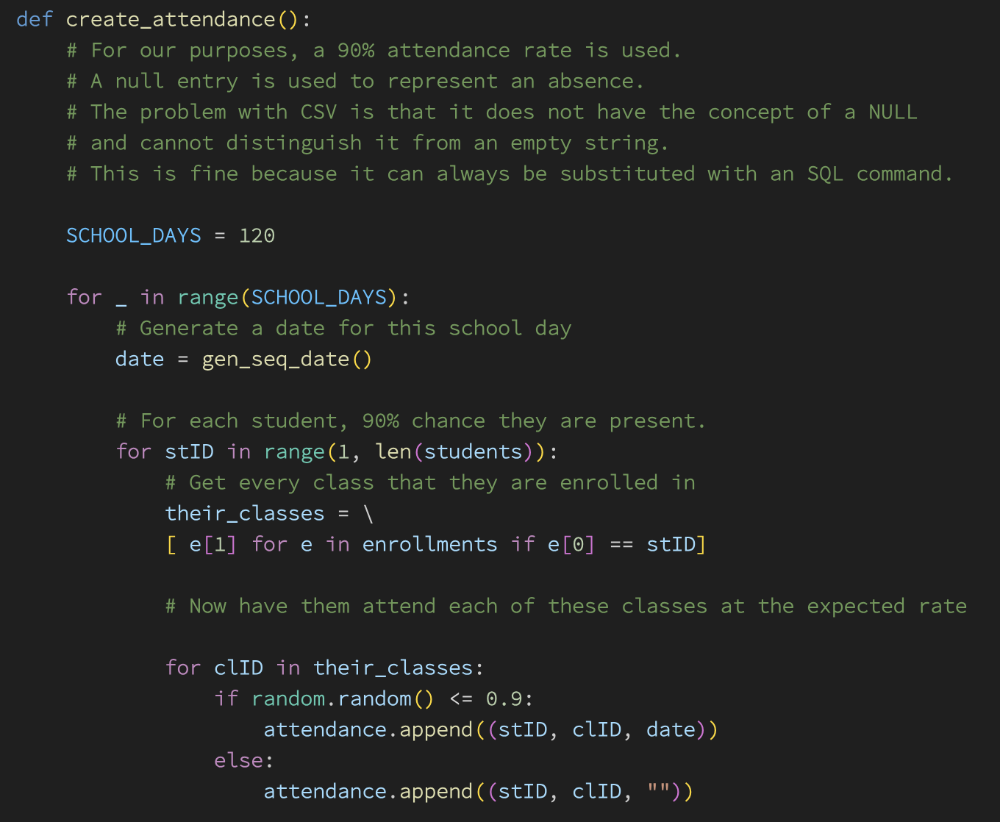 def create_attendance():
    # For our purposes, a 90% attendance rate is used.
    # A null entry is used to represent an absence.
    # The problem with CSV is that it does not have the concept of a NULL
    # and cannot distinguish it from an empty string.
    # This is fine because it can always be substituted with an SQL command.

    SCHOOL_DAYS = 120

    for _ in range(SCHOOL_DAYS):
        # Generate a date for this school day
        date = gen_seq_date()

        # For each student, 90% chance they are present.
        for stID in range(1, len(students)):
            # Get every class that they are enrolled in
            their_classes = \
            [ e[1] for e in enrollments if e[0] == stID]

            # Now have them attend each of these classes at the expected rate

            for clID in their_classes:
                if random.random() <= 0.9:
                    attendance.append((stID, clID, date))
                else:
                    attendance.append((stID, clID, ""))